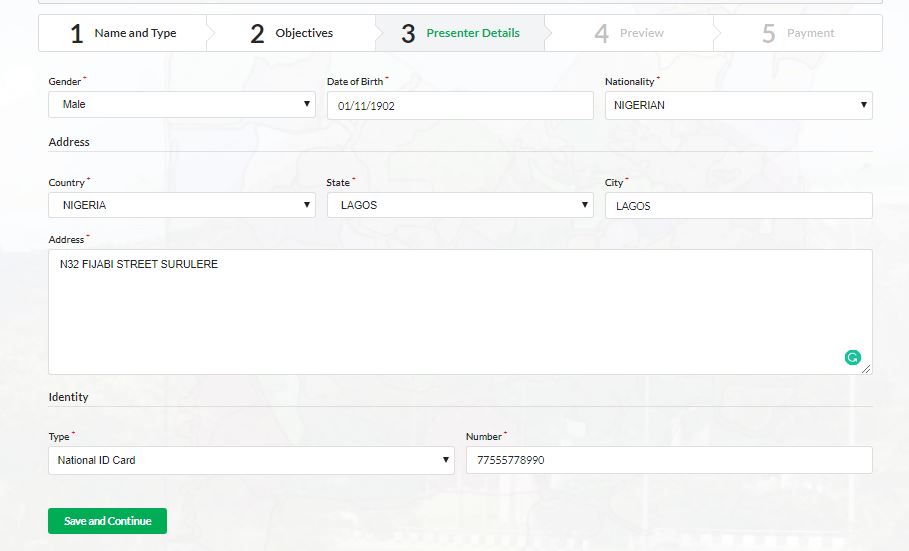 1 Name and Type 2 Objectives 3 Presenter Details 4 Preview 5 Payment
Gender * Date of Birth * Nationality *
Male 01/11/1902 NIGERIAN
Address
Country * State * City *
NIGERIA LAGOS LAGOS
Address *
N32 FIJABI STREET SURULERE
Identity
Type * Number *
National ID Card 77555778990
Save and Continue